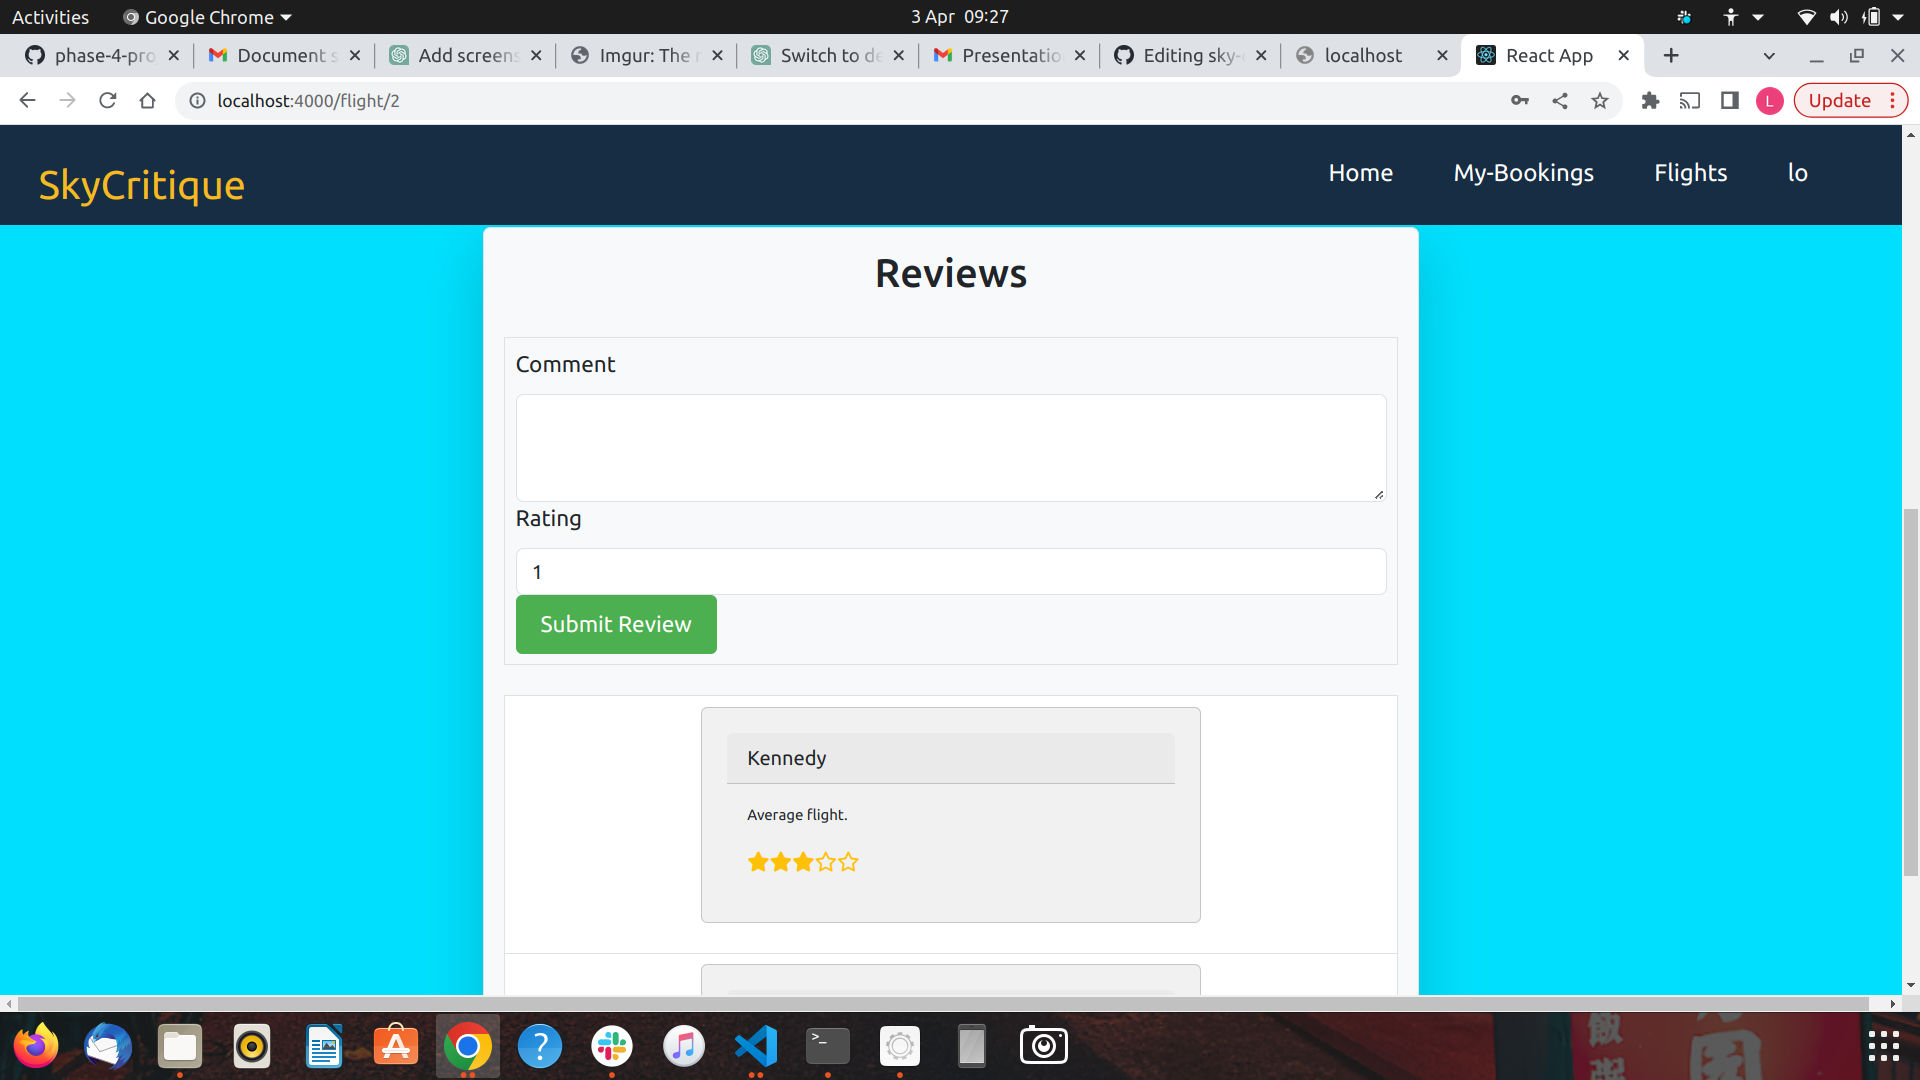 Activities
Google Chrome
3 Apr 09:27
phase-4-pro
Document s
Add screens
Imgur: The r
Switch to de
Presentatio
Editing sky-
localhost
React App
localhost:4000/flight/2
L
Update
SkyCritique
Home
My-Bookings
Flights
lo
Reviews
Comment
Rating
1
Submit Review
Kennedy
Average flight.